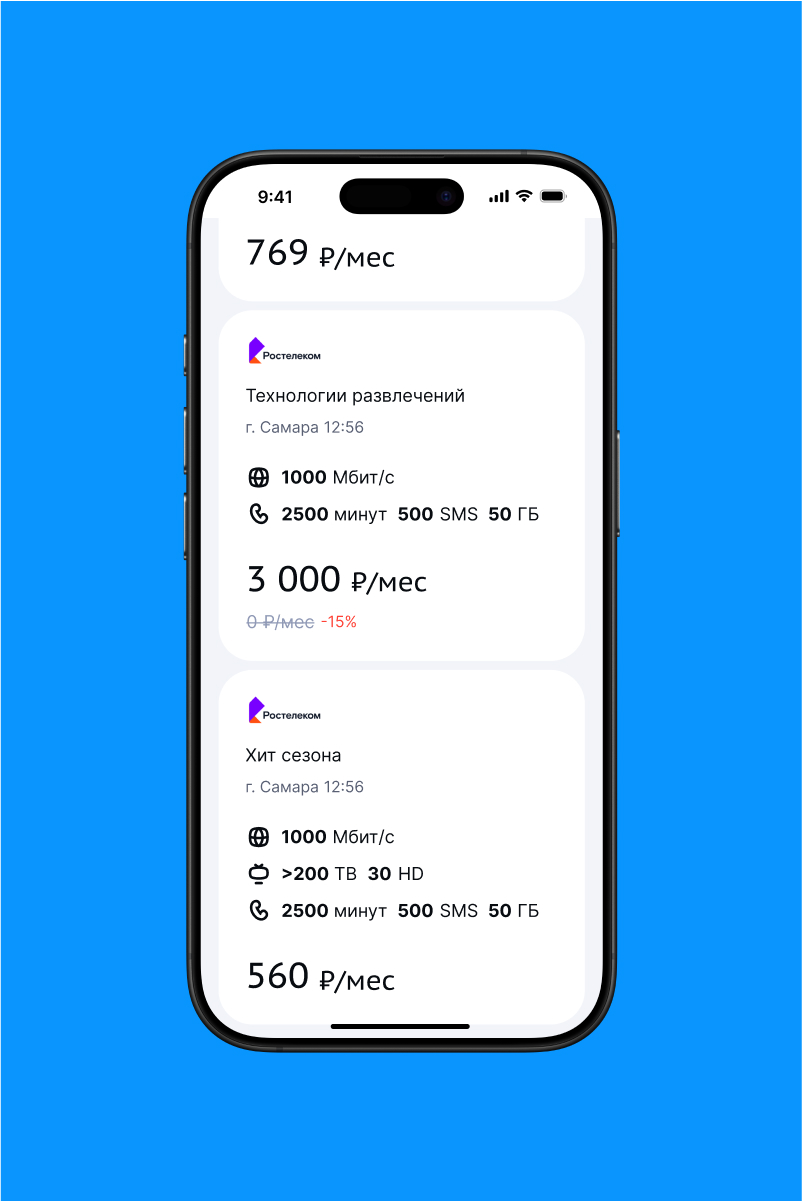 9:41
769 ₽/мес
Ростелеком
Технологии развлечений
г. Самара 12:56
1000 Мбит/с
2500 минут 500 SMS 50 ГБ
3 000 ₽/мес
0 ₽/мес -15%
Ростелеком
Хит сезона
г. Самара 12:56
1000 Мбит/с
>200 ТВ 30 HD
2500 минут 500 SMS 50 ГБ
560 ₽/мес